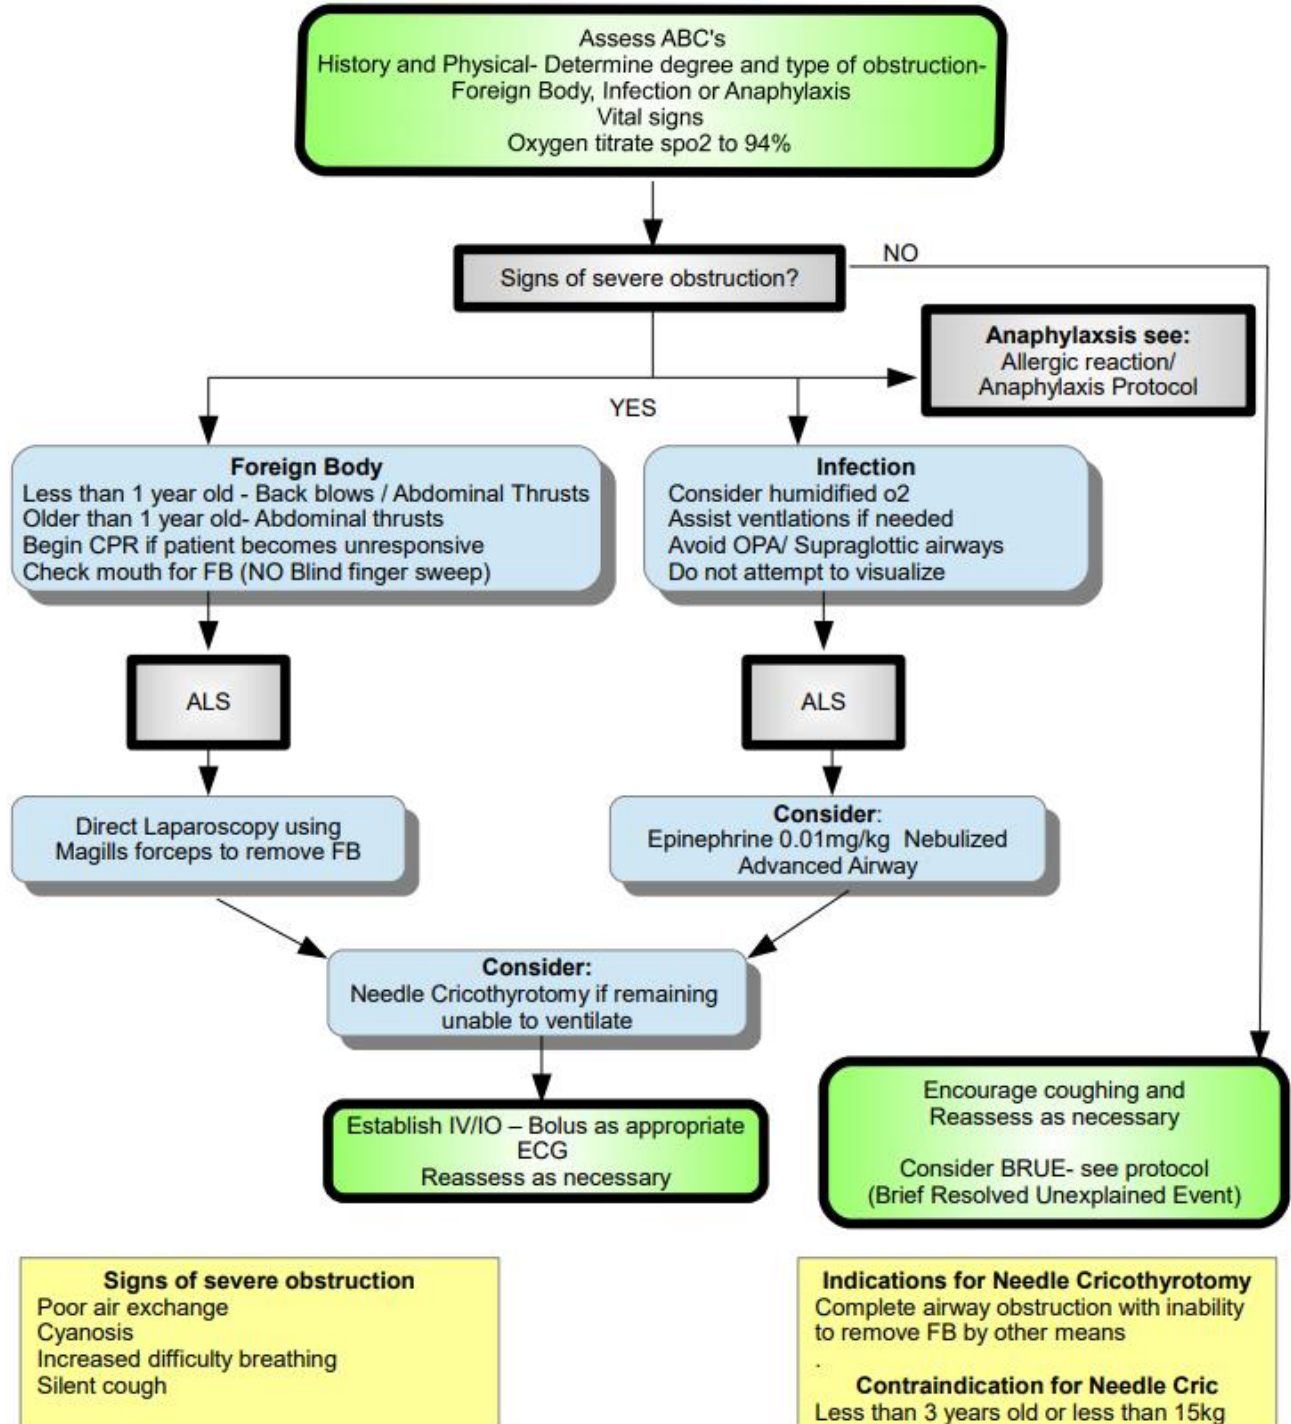 Assess ABC's
History and Physical- Determine degree and type of obstruction-
Foreign Body, Infection or Anaphylaxis
Vital signs
Oxygen titrate spo2 to 94%
Signs of severe obstruction?
NO
Anaphylaxsis see:
Allergic reaction/
Anaphylaxis Protocol
YES
Foreign Body
Less than 1 year old - Back blows / Abdominal Thrusts
Older than 1 year old- Abdominal thrusts
Begin CPR if patient becomes unresponsive
Check mouth for FB (NO Blind finger sweep)
Infection
Consider humidified o2
Assist ventlations if needed
Avoid OPA/ Supraglottic airways
Do not attempt to visualize
ALS
ALS
Direct Laparoscopy using
Magills forceps to remove FB
Consider:
Epinephrine 0.01mg/kg  Nebulized
Advanced Airway
Consider:
Needle Cricothyrotomy if remaining
unable to ventilate
Establish IV/IO – Bolus as appropriate
ECG
Reassess as necessary
Encourage coughing and
Reassess as necessary
Consider BRUE- see protocol
(Brief Resolved Unexplained Event)
Signs of severe obstruction
Poor air exchange
Cyanosis
Increased difficulty breathing
Silent cough
Indications for Needle Cricothyrotomy
Complete airway obstruction with inability
to remove FB by other means
.
Contraindication for Needle Cric
Less than 3 years old or less than 15kg